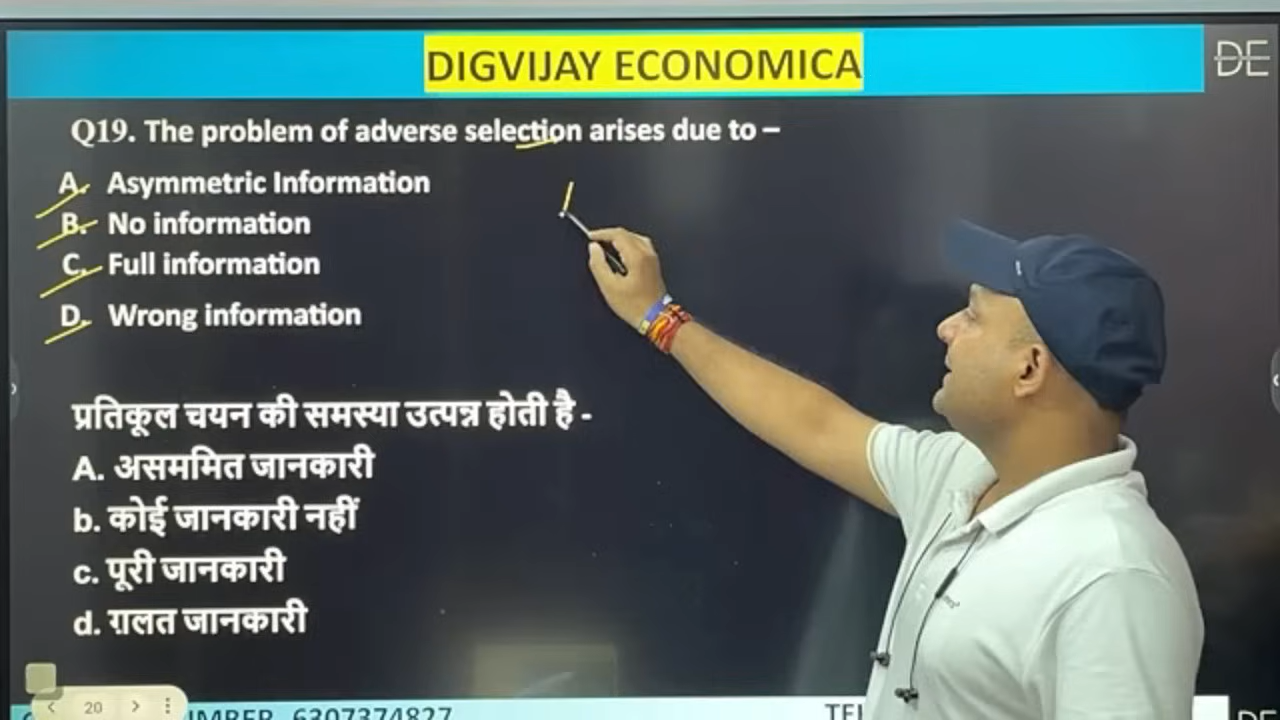 DIGVIJAY ECONOMICA
DE
Q19. The problem of adverse selection arises due to –
A. Asymmetric Information
B. No information
C. Full information
D. Wrong information
प्रतिकूल चयन की समस्या उत्पन्न होती है -
A. असममित जानकारी
b. कोई जानकारी नहीं
c. पूरी जानकारी
d. ग़लत जानकारी
20
6307374827